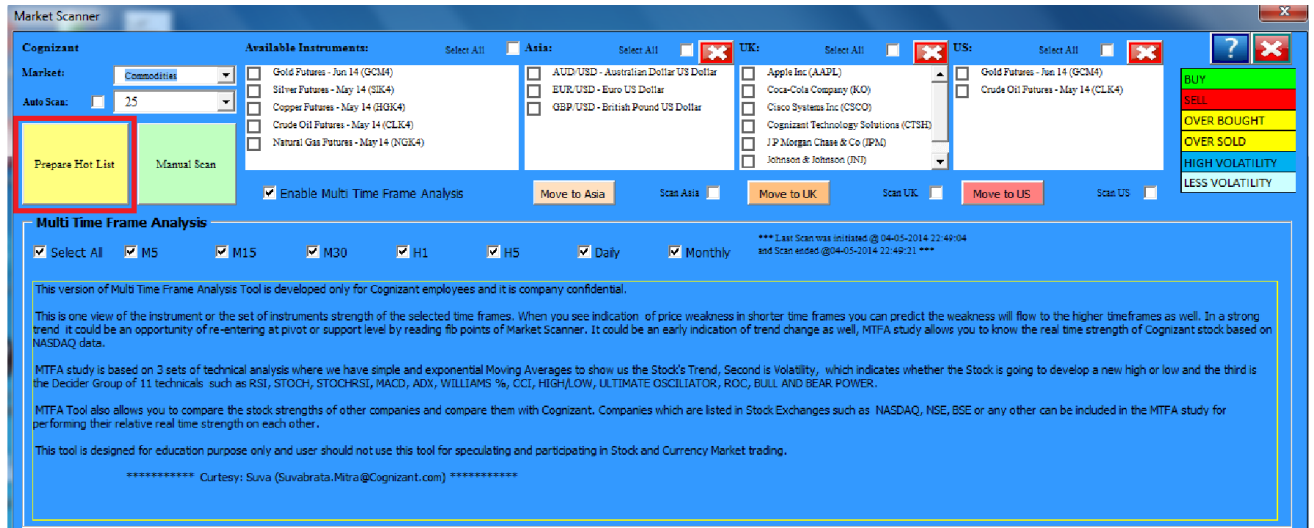 Market Scanner
Cognizant
Available Instruments:
Select All
Asia:
Select All
UK:
Select All
US:
Select All
Market:
Commodities
Auto Scan:
25
Prepare Hot List
Manual Scan
Gold Futures - Jun 14 (GCM4)
Silver Futures - May 14 (SIK4)
Copper Futures - May 14 (HGK4)
Crude Oil Futures - May 14 (CLK4)
Natural Gas Futures - May 14 (NGK4)
AUD/USD - Australian Dollar US Dollar
EUR/USD - Euro US Dollar
GBP/USD - British Pound US Dollar
Apple Inc (AAPL)
Coca-Cola Company (KO)
Cisco Systems Inc (CSCO)
Cognizant Technology Solutions (CTSH)
J P Morgan Chase & Co (JPM)
Johnson & Johnson (JNJ)
Gold Futures - Jun 14 (GCM4)
Crude Oil Futures - May 14 (CLK4)
?
BUY
SELL
OVER BOUGHT
OVER SOLD
HIGH VOLATILITY
LESS VOLATILITY
Enable Multi Time Frame Analysis
Move to Asia
Scan Asia
Move to UK
Scan UK
Move to US
Scan US
Multi Time Frame Analysis
Select All
M5
M15
M30
H1
H5
Daily
Monthly
*** Last Scan was initiated @ 04-05-2014 22:49:04
and Scan ended @04-05-2014 22:49:21 ***
This version of Multi Time Frame Analysis Tool is developed only for Cognizant employees and it is company confidential.
This is one view of the instrument or the set of instruments strength of the selected time frames. When you see indication of price weakness in shorter time frames you can predict the weakness will flow to the higher timeframes as well. In a strong
trend it could be an opportunity of re-entering at pivot or support level by reading fib points of Market Scanner. It could be an early indication of trend change as well, MTFA study allows you to know the real time strength of Cognizant stock based on
NASDAQ data.
MTFA study is based on 3 sets of technical analysis where we have simple and exponential Moving Averages to show us the Stock's Trend, Second is Volatility, which indicates whether the Stock is going to develop a new high or low and the third is
the Decider Group of 11 technicals such as RSI, STOCH, STOCHRSI, MACD, ADX, WILLIAMS %, CCI, HIGH/LOW, ULTIMATE OSCILIATOR, ROC, BULL AND BEAR POWER.
MTFA Tool also allows you to compare the stock strengths of other companies and compare them with Cognizant. Companies which are listed in Stock Exchanges such as NASDAQ, NSE, BSE or any other can be included in the MTFA study for
performing their relative real time strength on each other.
This tool is designed for education purpose only and user should not use this tool for speculating and participating in Stock and Currency Market trading.
*********** Curtesy: Suva (Suvabrata.Mitra@Cognizant.com) ***********